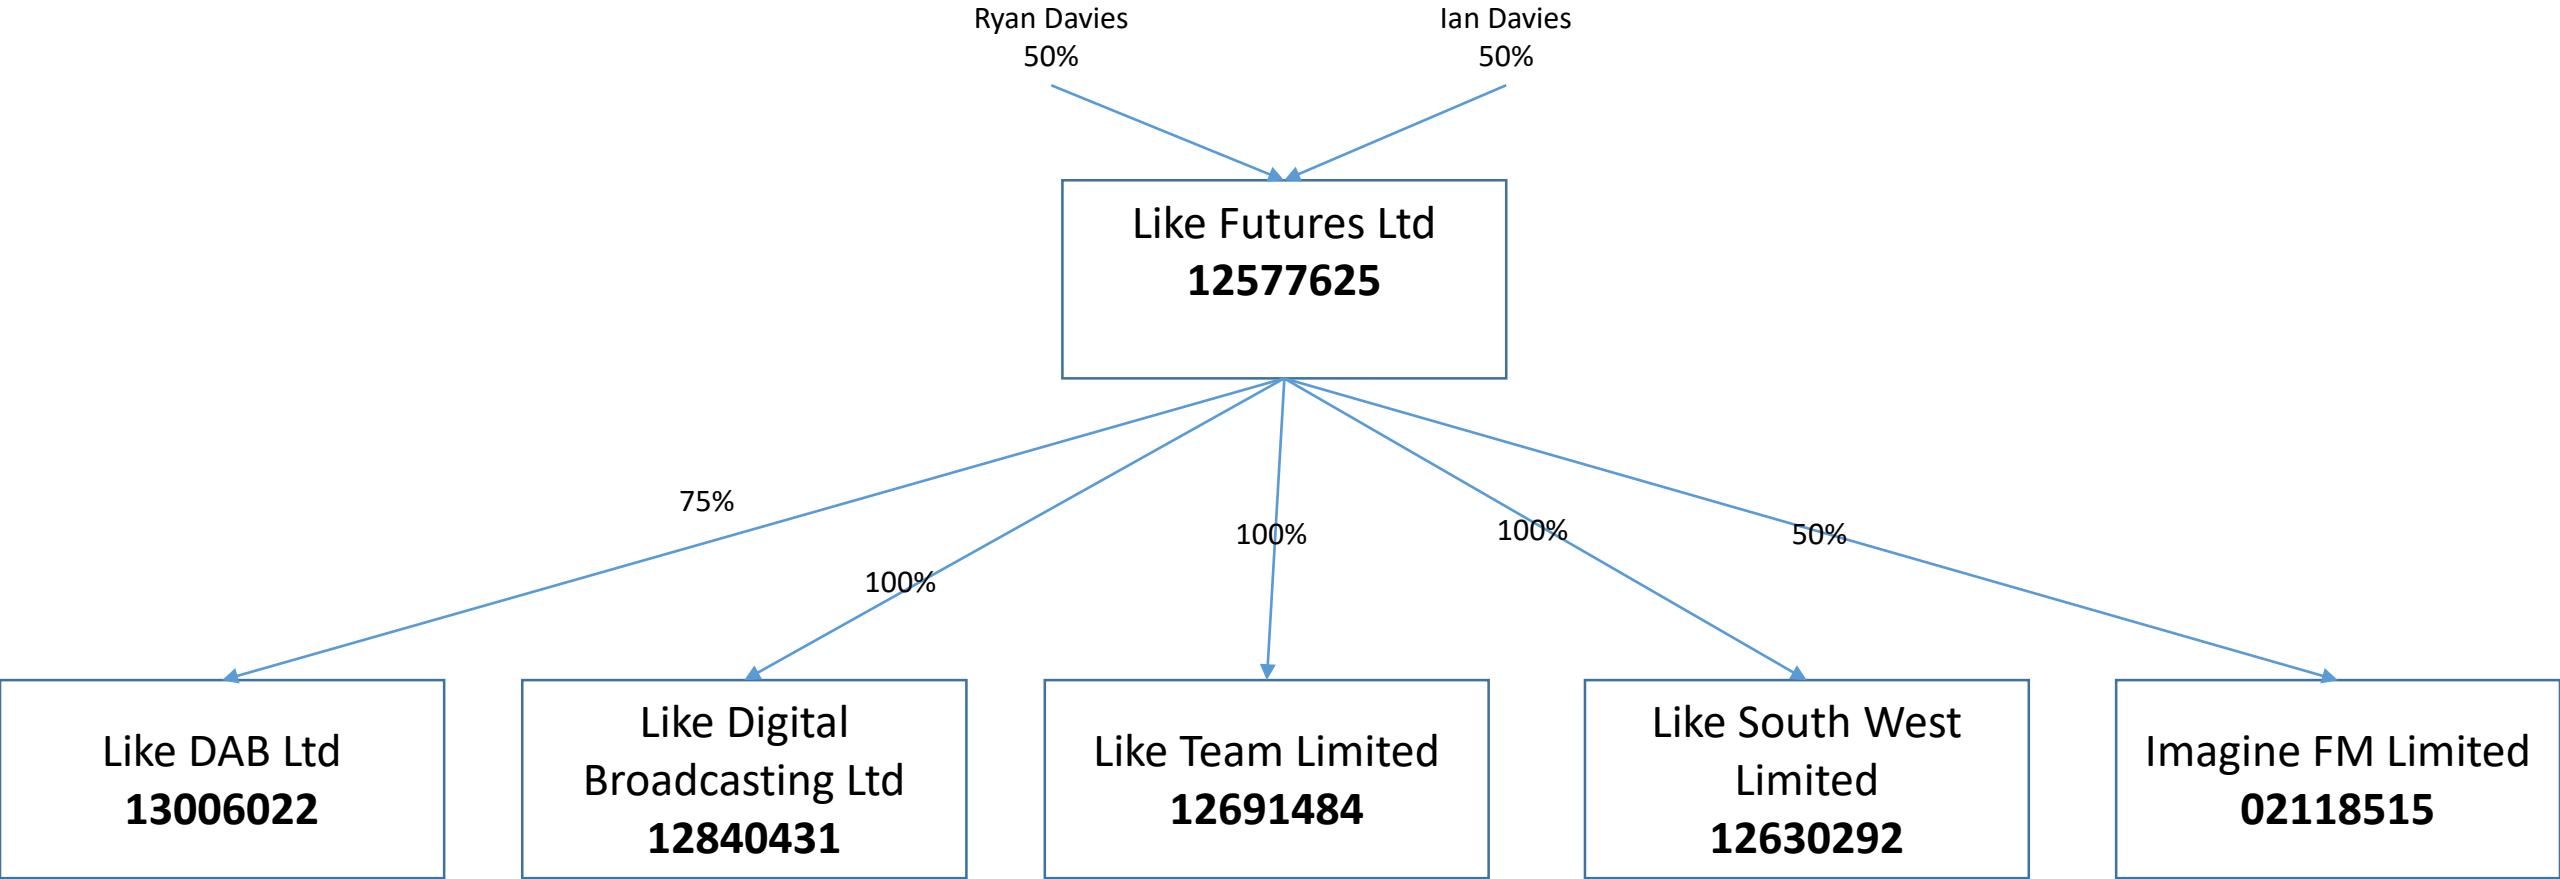 Ryan Davies
50%
Ian Davies
50%
Like Futures Ltd
12577625
75%
100%
100%
100%
50%
Like DAB Ltd
13006022
Like Digital
Broadcasting Ltd
12840431
Like Team Limited
12691484
Like South West
Limited
12630292
Imagine FM Limited
02118515